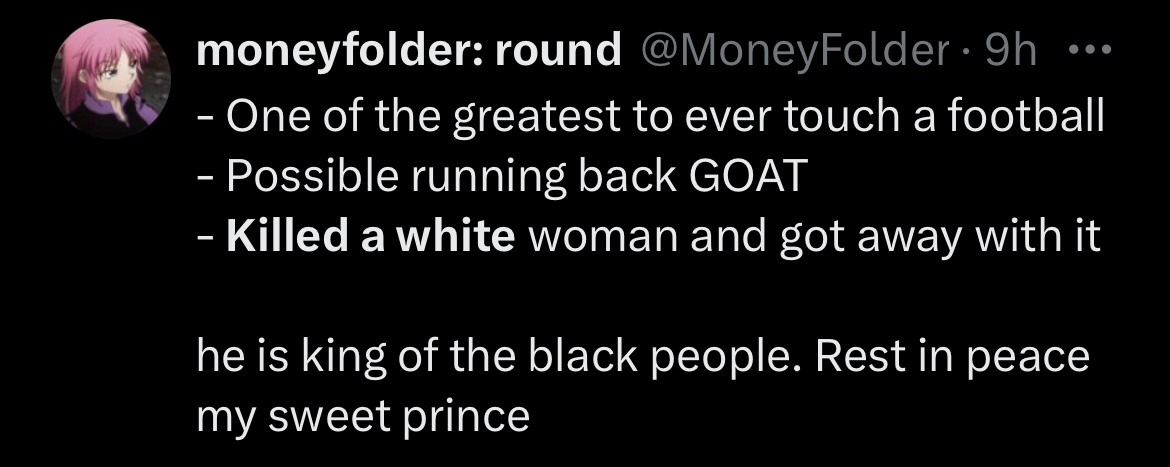 moneyfolder: round @MoneyFolder · 9h ···
- One of the greatest to ever touch a football
- Possible running back GOAT
- Killed a white woman and got away with it
he is king of the black people. Rest in peace
my sweet prince